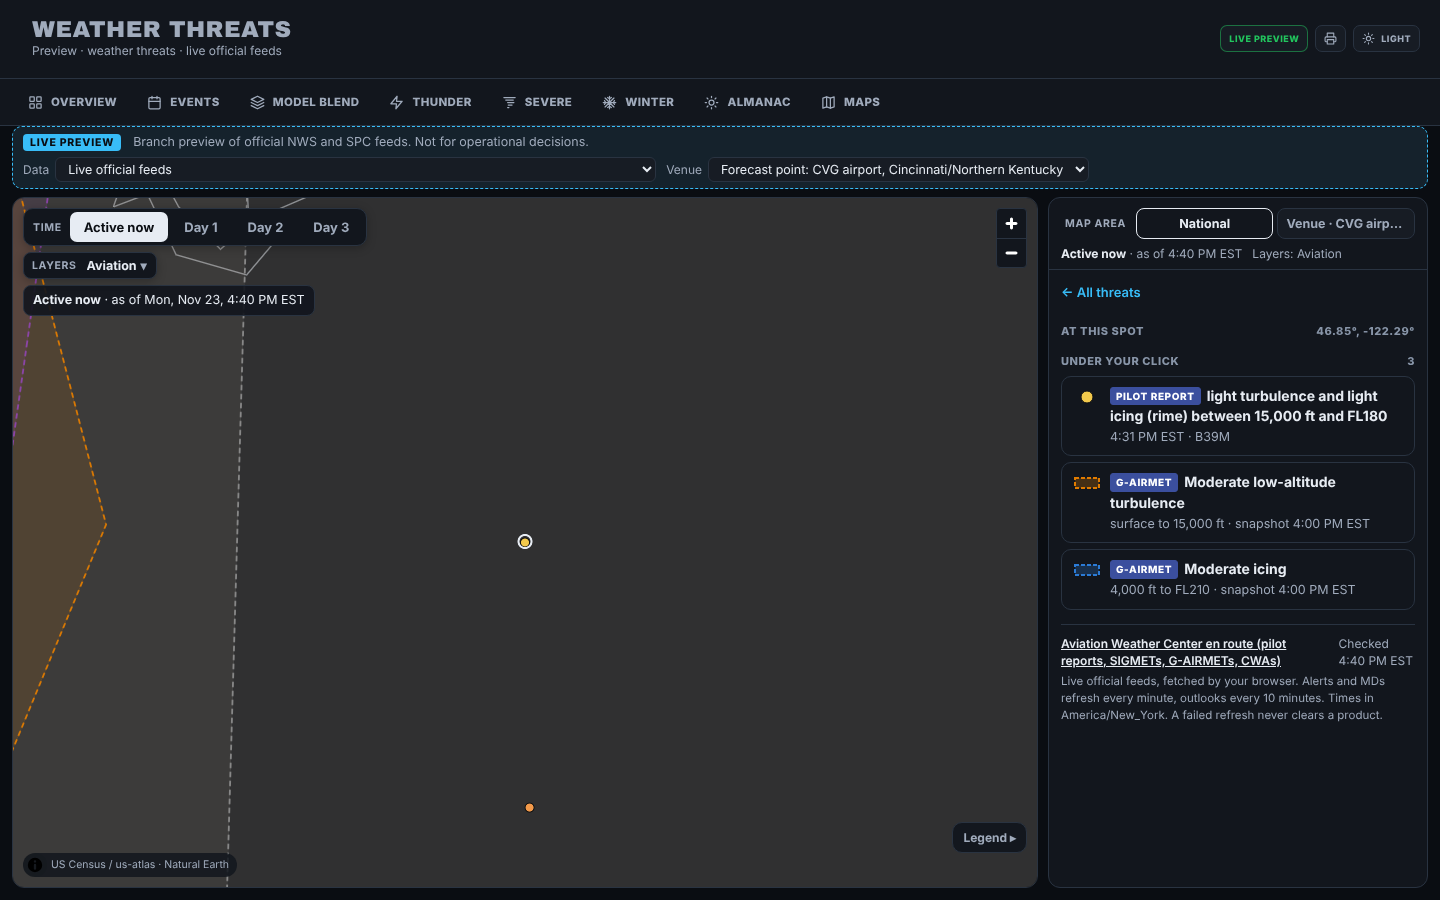 WEATHER THREATS
Preview · weather threats · live official feeds
LIVE PREVIEW
LIGHT
OVERVIEW
EVENTS
MODEL BLEND
THUNDER
SEVERE
WINTER
ALMANAC
MAPS
LIVE PREVIEW Branch preview of official NWS and SPC feeds. Not for operational decisions.
Data Live official feeds
Venue Forecast point: CVG airport, Cincinnati/Northern Kentucky
TIME Active now Day 1 Day 2 Day 3
LAYERS Aviation ▾
Active now · as of Mon, Nov 23, 4:40 PM EST
+
−
Legend ▸
US Census / us-atlas · Natural Earth
MAP AREA National Venue · CVG airp...
Active now · as of 4:40 PM EST Layers: Aviation
← All threats
AT THIS SPOT 46.85°, -122.29°
UNDER YOUR CLICK 3
PILOT REPORT light turbulence and light
icing (rime) between 15,000 ft and FL180
4:31 PM EST · B39M
G-AIRMET Moderate low-altitude
turbulence
surface to 15,000 ft · snapshot 4:00 PM EST
G-AIRMET Moderate icing
4,000 ft to FL210 · snapshot 4:00 PM EST
Aviation Weather Center en route (pilot
reports, SIGMETs, G-AIRMETs, CWAs)
Checked
4:40 PM EST
Live official feeds, fetched by your browser. Alerts and MDs
refresh every minute, outlooks every 10 minutes. Times in
America/New_York. A failed refresh never clears a product.